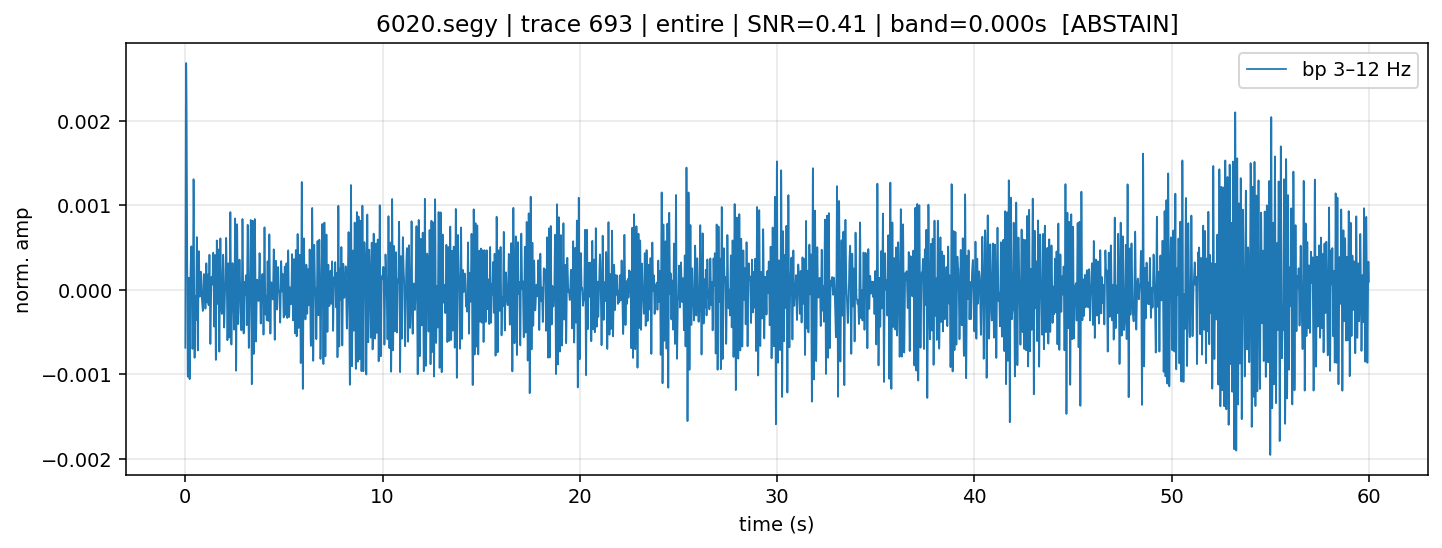 6020.segy | trace 693 | entire | SNR=0.41 | band=0.000s  [ABSTAIN]
bp 3–12 Hz
norm. amp
0.002
0.001
0.000
−0.001
−0.002
0 10 20 30 40 50 60
time (s)